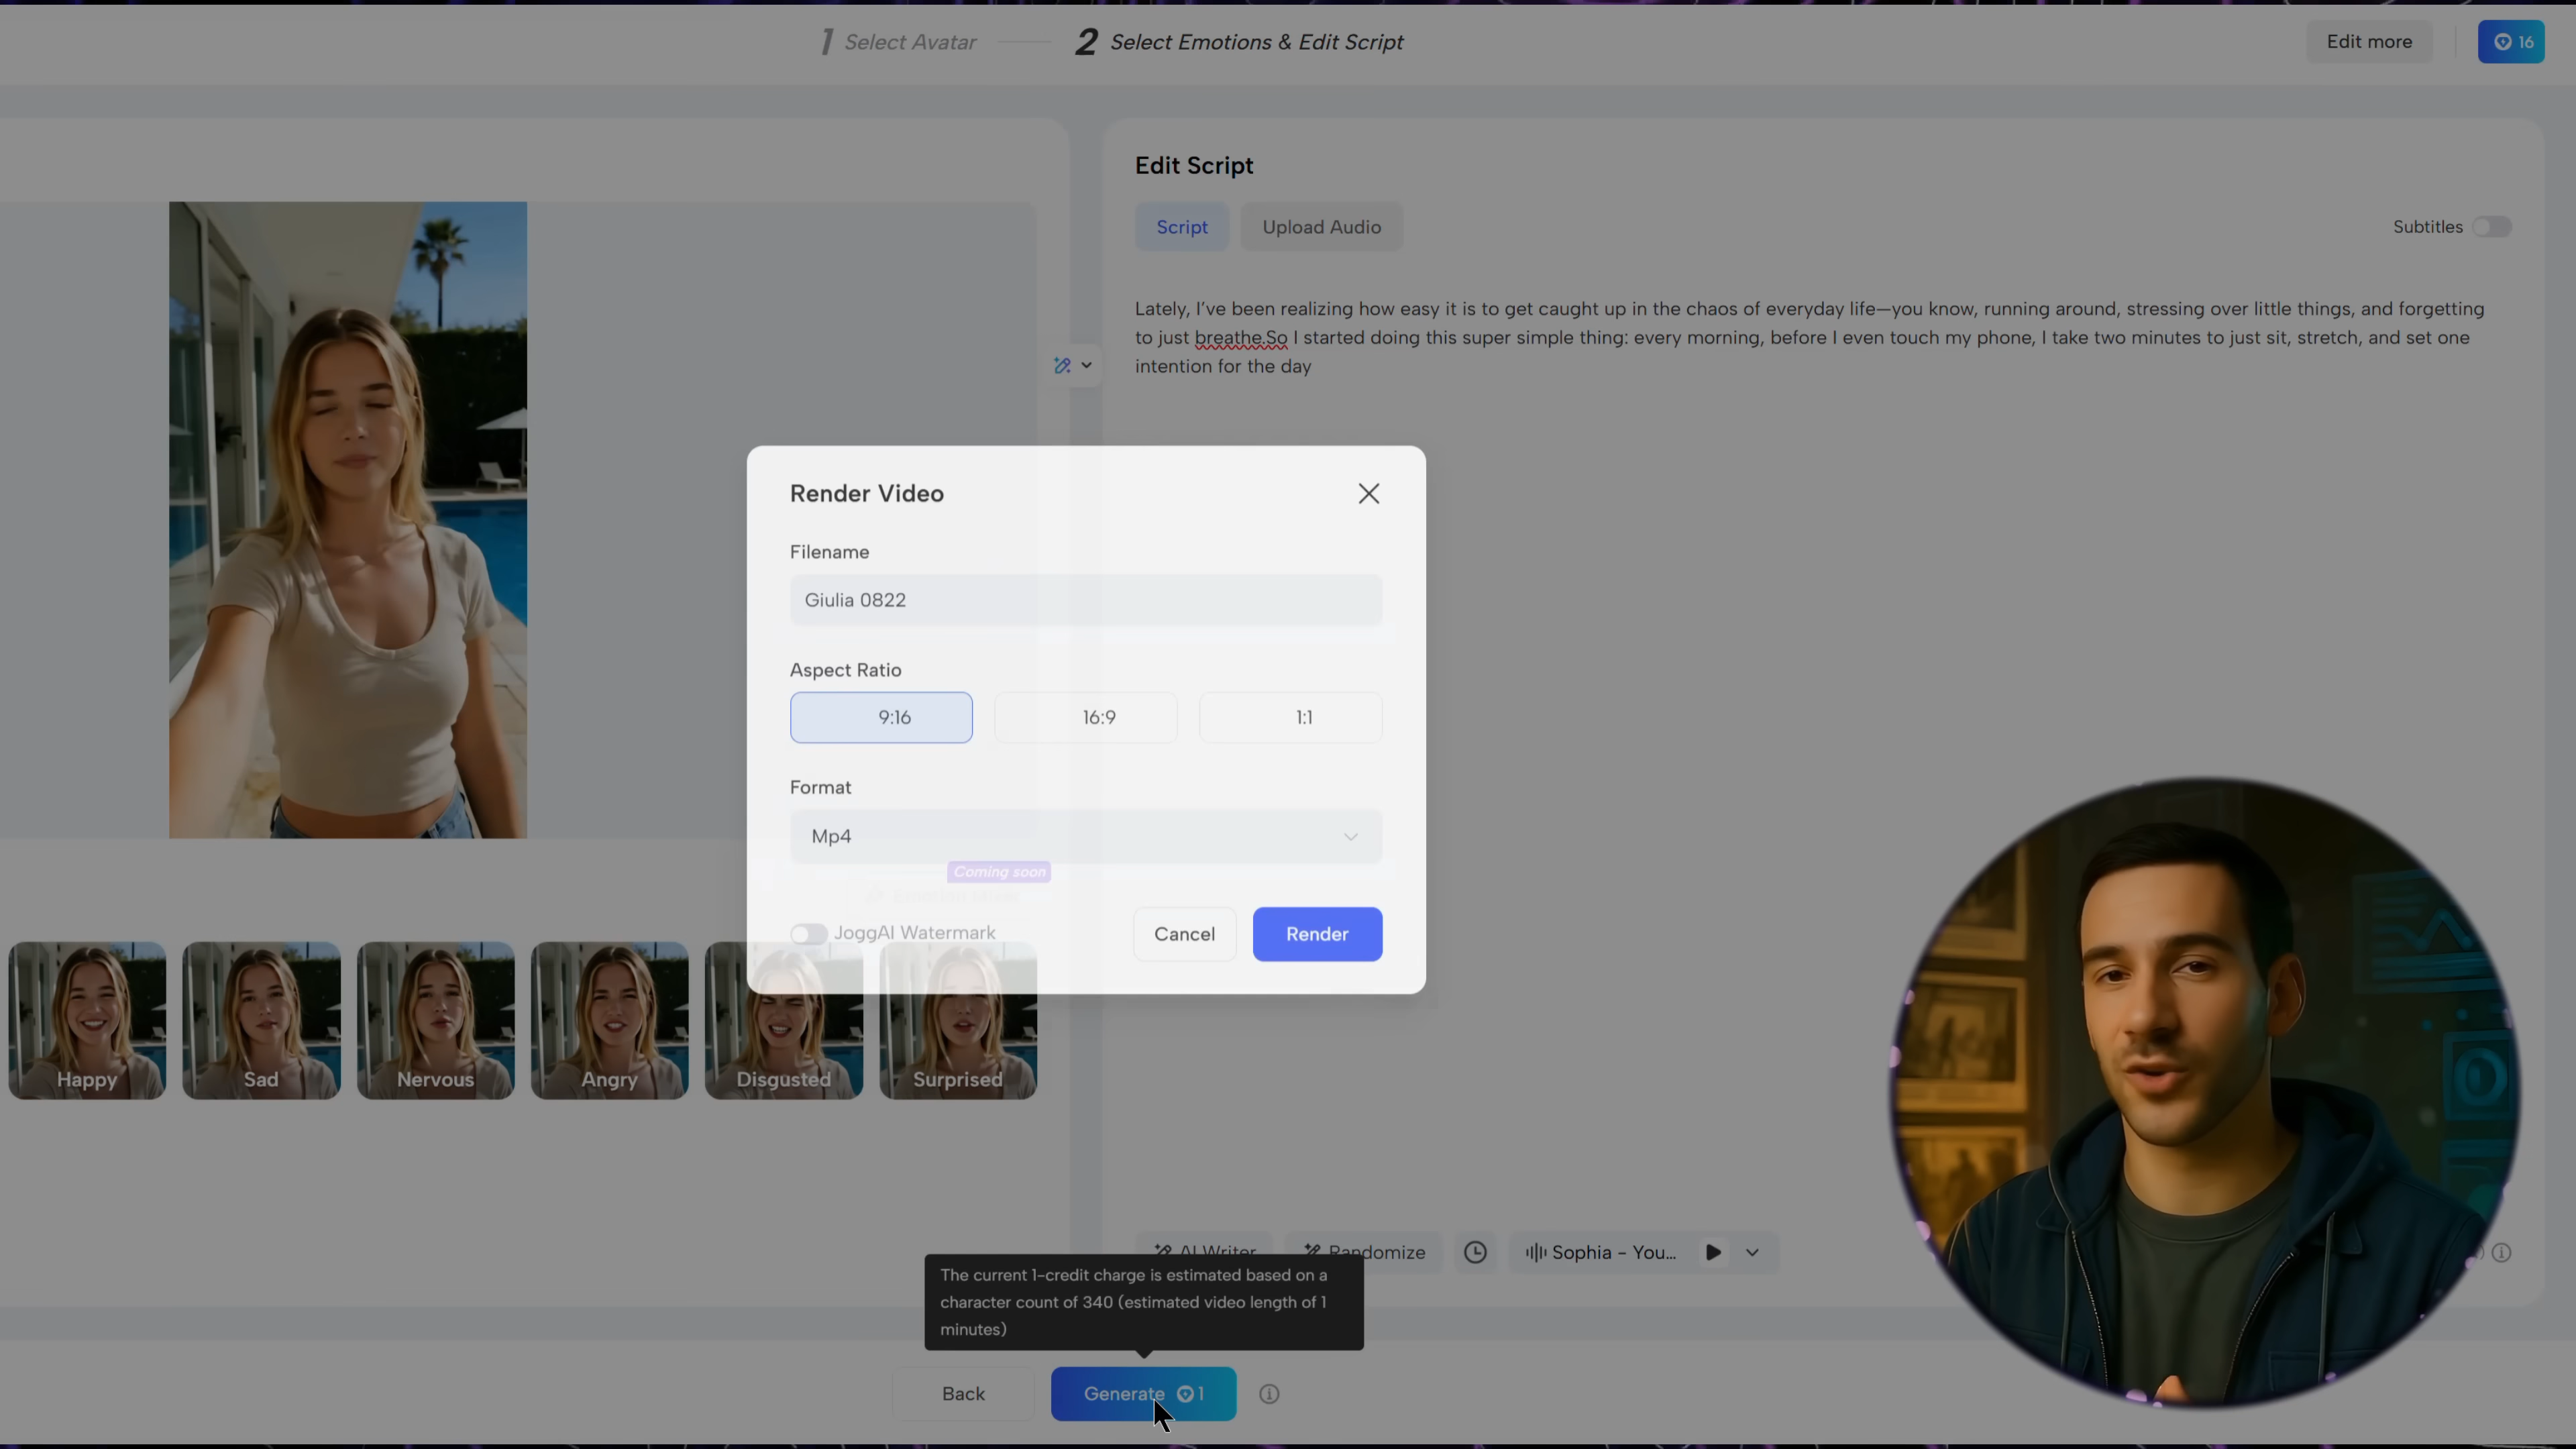 1 Select Avatar
2 Select Emotions & Edit Script
Edit more
16
Edit Script
Script
Upload Audio
Subtitles
Lately, I've been realizing how easy it is to get caught up in the chaos of everyday life—you know, running around, stressing over little things, and forgetting
to just breathe.So I started doing this super simple thing: every morning, before I even touch my phone, I take two minutes to just sit, stretch, and set one
intention for the day
Render Video
Filename
Giulia 0822
Aspect Ratio
9:16
16:9
1:1
Format
Mp4
Coming soon
JoggAI Watermark
Cancel
Render
Happy
Sad
Nervous
Angry
Disgusted
Surprised
AI Writer
Randomize
Sophia - You...
The current 1-credit charge is estimated based on a
character count of 340 (estimated video length of 1
minutes)
Back
Generate 1